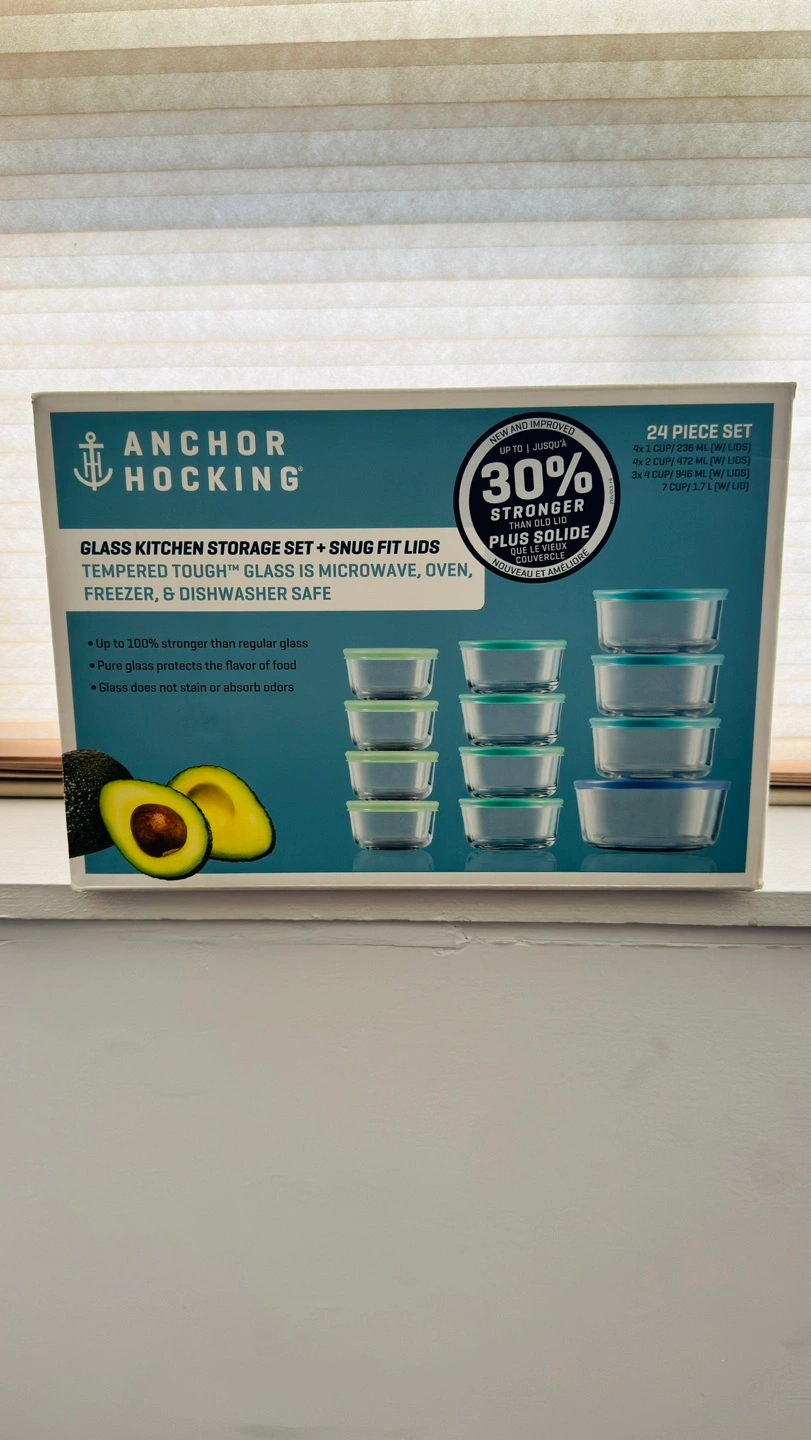 ANCHOR
HOCKING®
GLASS KITCHEN STORAGE SET + SNUG FIT LIDS
TEMPERED TOUGH™ GLASS IS MICROWAVE, OVEN,
FREEZER, & DISHWASHER SAFE
• Up to 100% stronger than regular glass
• Pure glass protects the flavor of food
• Glass does not stain or absorb odors
NEW AND IMPROVED
UP TO | JUSQU'À
30%
STRONGER
THAN OLD LID
PLUS SOLIDE
QUE LE VIEUX
COUVERCLE
NOUVEAU ET AMÉLIORÉ
24 PIECE SET
4x 1 CUP/ 236 ML (W/ LIDS)
4x 2 CUP/ 472 ML (W/ LIDS)
3x 4 CUP/ 946 ML (W/ LIDS)
7 CUP/ 1.7 L (W/ LID)